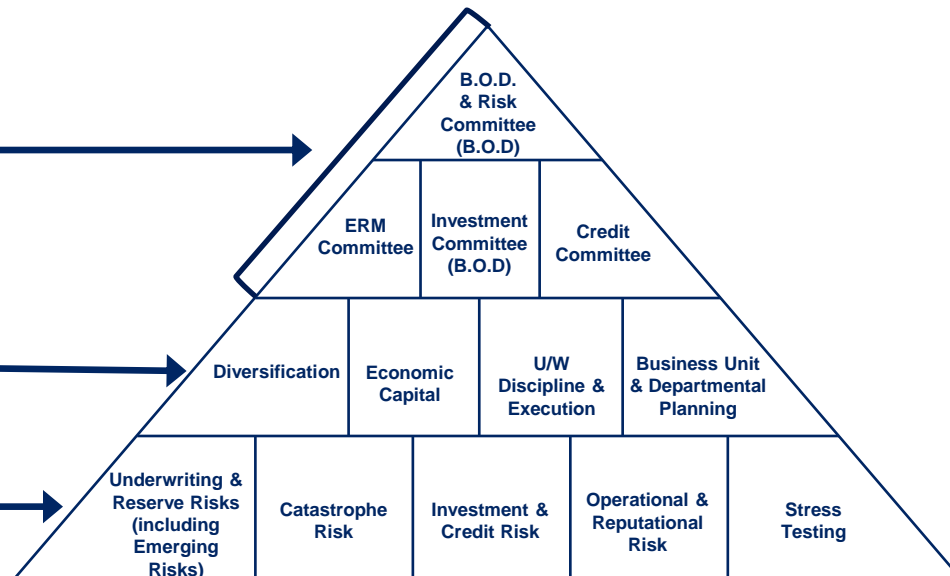 B.O.D.
& Risk
Committee
(B.O.D)
ERM
Committee
Investment
Committee
(B.O.D)
Credit
Committee
Diversification
Economic
Capital
U/W
Discipline &
Execution
Business Unit
& Departmental
Planning
Underwriting &
Reserve Risks
(including
Emerging
Risks)
Catastrophe
Risk
Investment &
Credit Risk
Operational &
Reputational
Risk
Stress
Testing